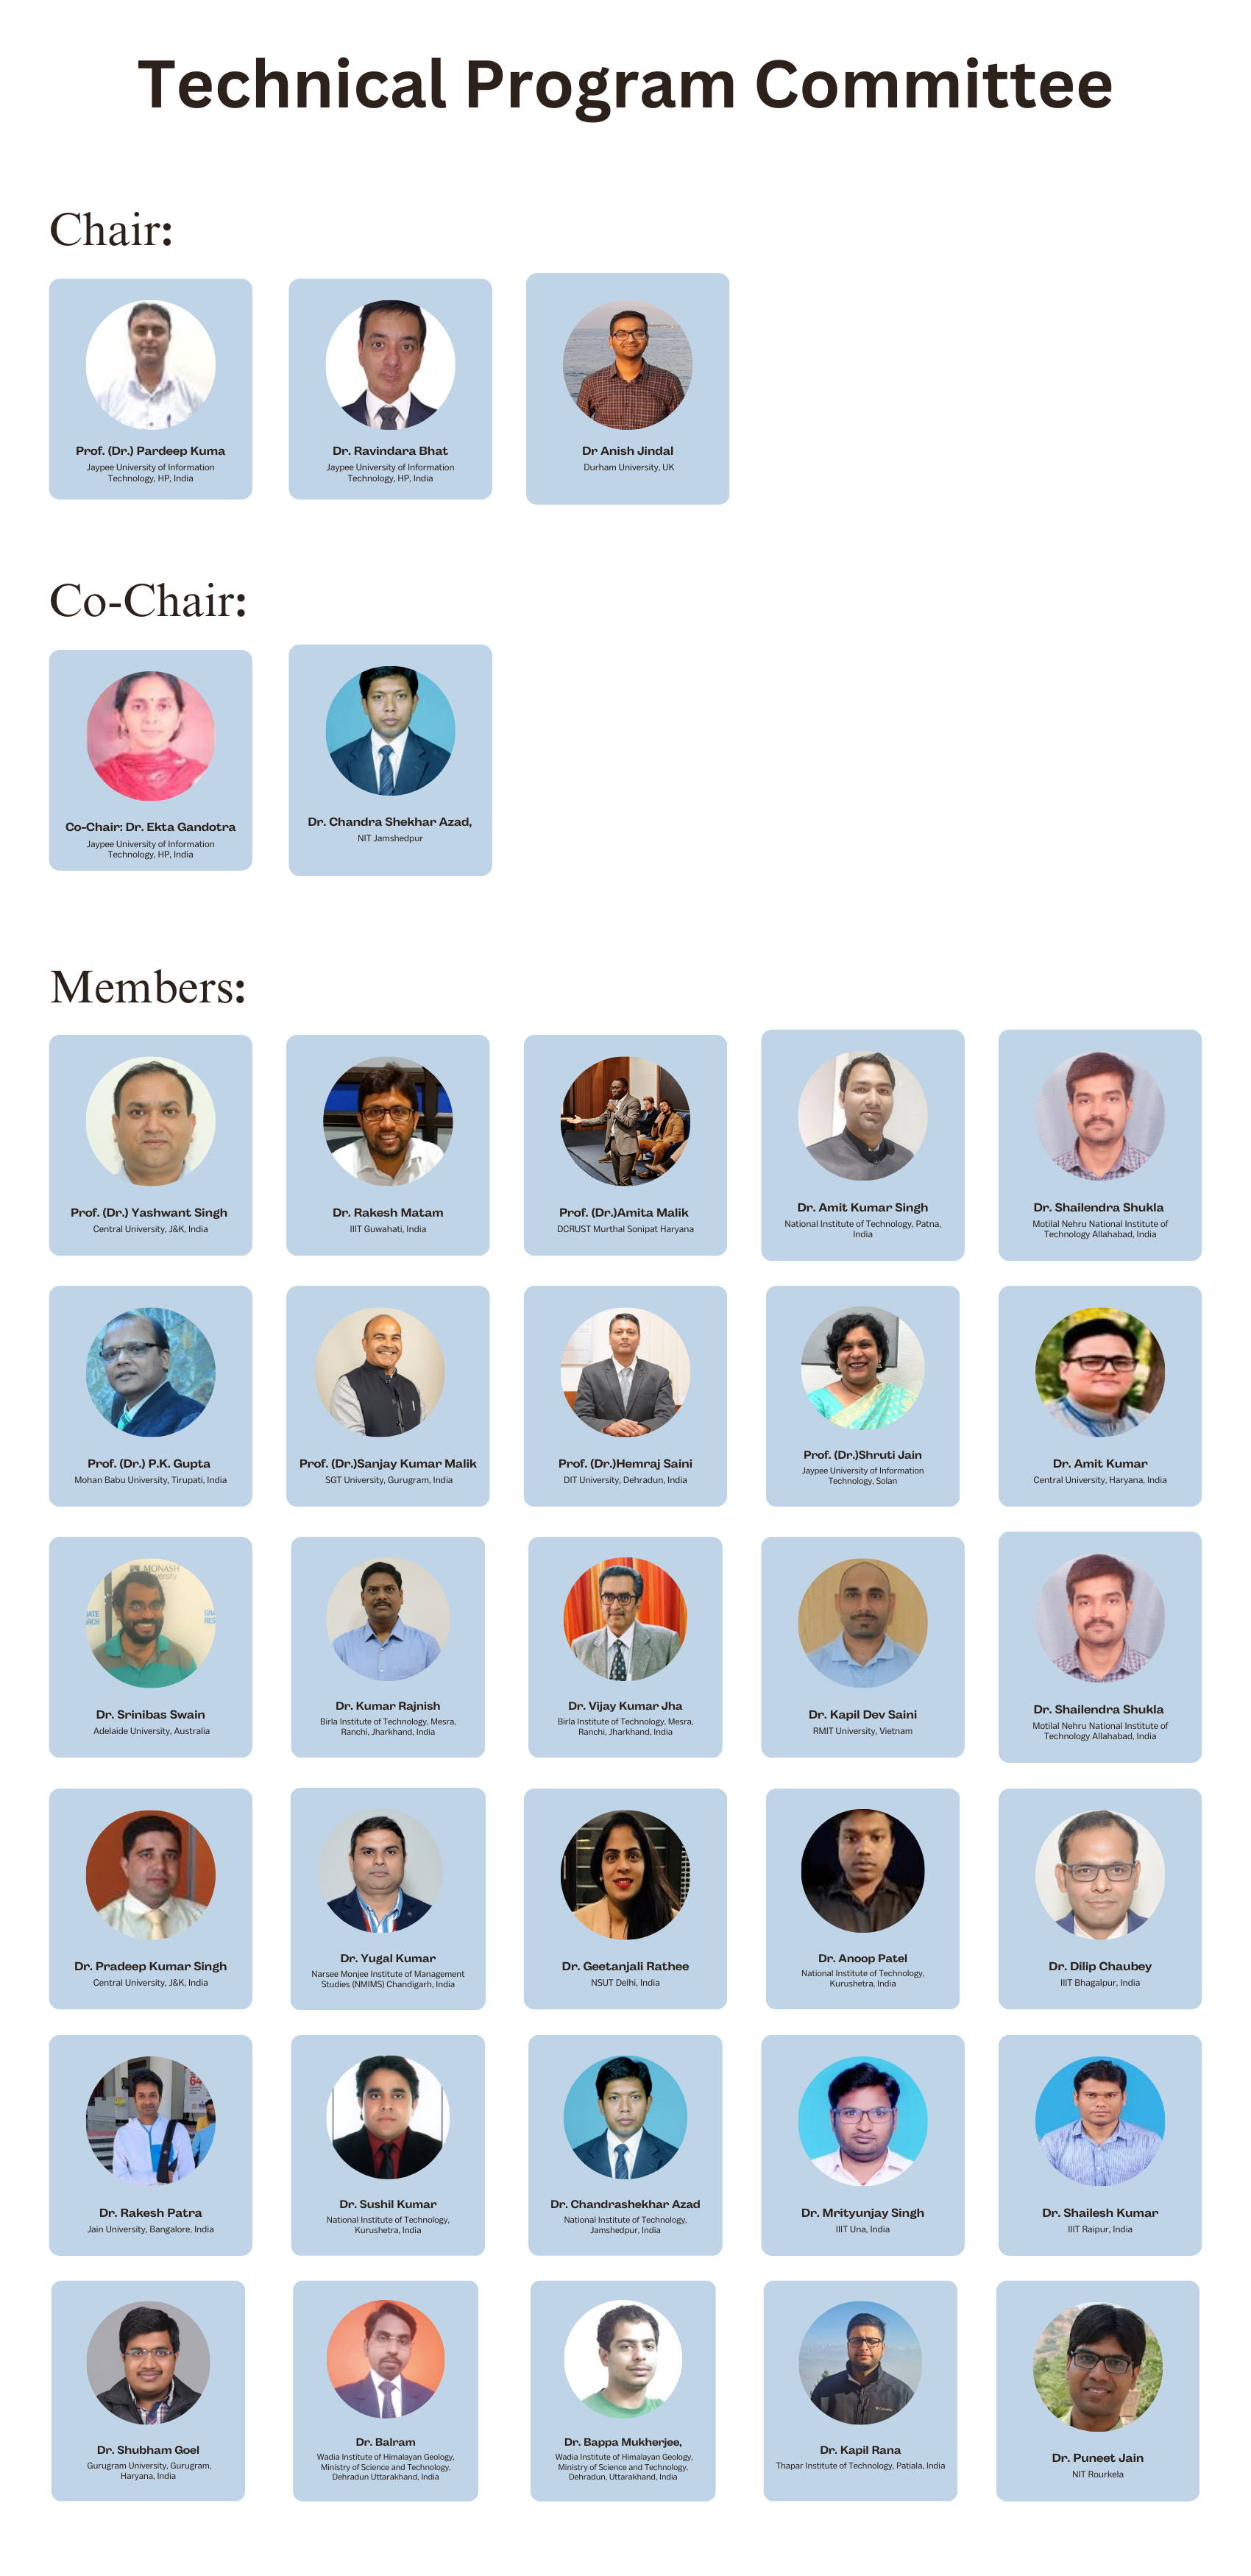 Technical Program Committee
Chair:
Prof. (Dr.) Pardeep Kuma
Jaypee University of Information
Technology, HP, India
Dr. Ravindara Bhat
Jaypee University of Information
Technology, HP, India
Dr Anish Jindal
Durham University, UK
Co-Chair:
Co-Chair: Dr. Ekta Gandotra
Jaypee University of Information
Technology, HP, India
Dr. Chandra Shekhar Azad,
NIT Jamshedpur
Members:
Prof. (Dr.) Yashwant Singh
Central University, J&K, India
Dr. Rakesh Matam
IIIT Guwahati, India
Prof. (Dr.)Amita Malik
DCRUST Murthal Sonipat Haryana
Dr. Amit Kumar Singh
National Institute of Technology, Patna,
India
Dr. Shailendra Shukla
Motilal Nehru National Institute of
Technology Allahabad, India
Prof. (Dr.) P.K. Gupta
Mohan Babu University, Tirupati, India
Prof. (Dr.)Sanjay Kumar Malik
SGT University, Gurugram, India
Prof. (Dr.)Hemraj Saini
DIT University, Dehradun, India
Prof. (Dr.)Shruti Jain
Jaypee University of Information
Technology, Solan
Dr. Amit Kumar
Central University, Haryana, India
MONASH
Dr. Srinibas Swain
Adelaide University, Australia
Dr. Kumar Rajnish
Birla Institute of Technology, Mesra,
Ranchi, Jharkhand, India
Dr. Vijay Kumar Jha
Birla Institute of Technology, Mesra,
Ranchi, Jharkhand, India
Dr. Kapil Dev Saini
RMIT University, Vietnam
Dr. Shailendra Shukla
Motilal Nehru National Institute of
Technology Allahabad, India
Dr. Pradeep Kumar Singh
Central University, J&K, India
Dr. Yugal Kumar
Narsee Monjee Institute of Management
Studies (NMIMS) Chandigarh, India
Dr. Geetanjali Rathee
NSUT Delhi, India
Dr. Anoop Patel
National Institute of Technology,
Kurushetra, India
Dr. Dilip Chaubey
IIIT Bhagalpur, India
Dr. Rakesh Patra
Jain University, Bangalore, India
Dr. Sushil Kumar
National Institute of Technology,
Kurushetra, India
Dr. Chandrashekhar Azad
National Institute of Technology,
Jamshedpur, India
Dr. Mrityunjay Singh
IIIT Una, India
Dr. Shailesh Kumar
IIIT Raipur, India
Dr. Shubham Goel
Gurugram University, Gurugram,
Haryana, India
Dr. Balram
Wadia Institute of Himalayan Geology,
Ministry of Science and Technology,
Dehradun Uttarakhand, India
Dr. Bappa Mukherjee,
Wadia Institute of Himalayan Geology,
Ministry of Science and Technology,
Dehradun, Uttarakhand, India
Dr. Kapil Rana
Thapar Institute of Technology, Patiala, India
Dr. Puneet Jain
NIT Rourkela